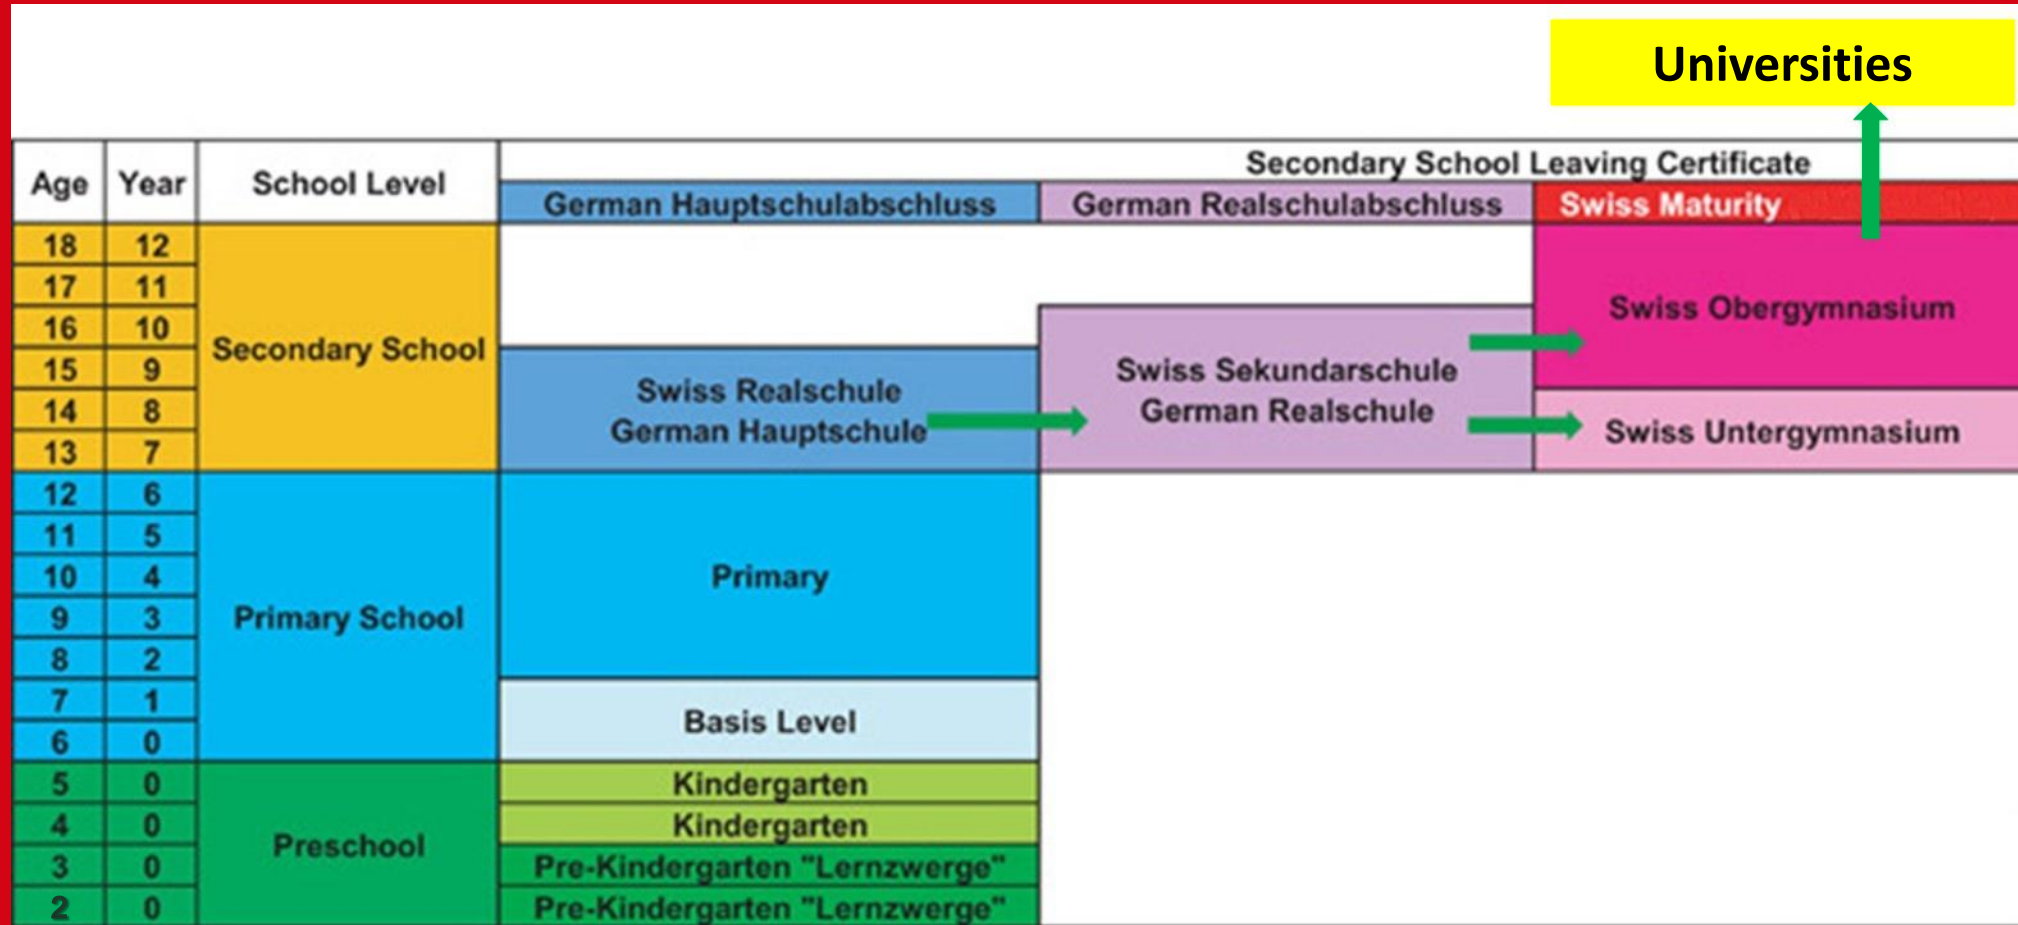 Universities
Secondary School Leaving Certificate
Age Year School Level
German Hauptschulabschluss German Realschulabschluss Swiss Maturity
18 12
17 11
16 10
15 9
14 8
13 7
Secondary School
Swiss Realschule
German Hauptschule
Swiss Sekundarschule
German Realschule
Swiss Obergymnasium
Swiss Untergymnasium
12 6
11 5
10 4
9 3
8 2
7 1
6 0
Primary School
Primary
Basis Level
5 0 Kindergarten
4 0 Kindergarten
Preschool
3 0 Pre-Kindergarten "Lernzwerge"
2 0 Pre-Kindergarten "Lernzwerge"